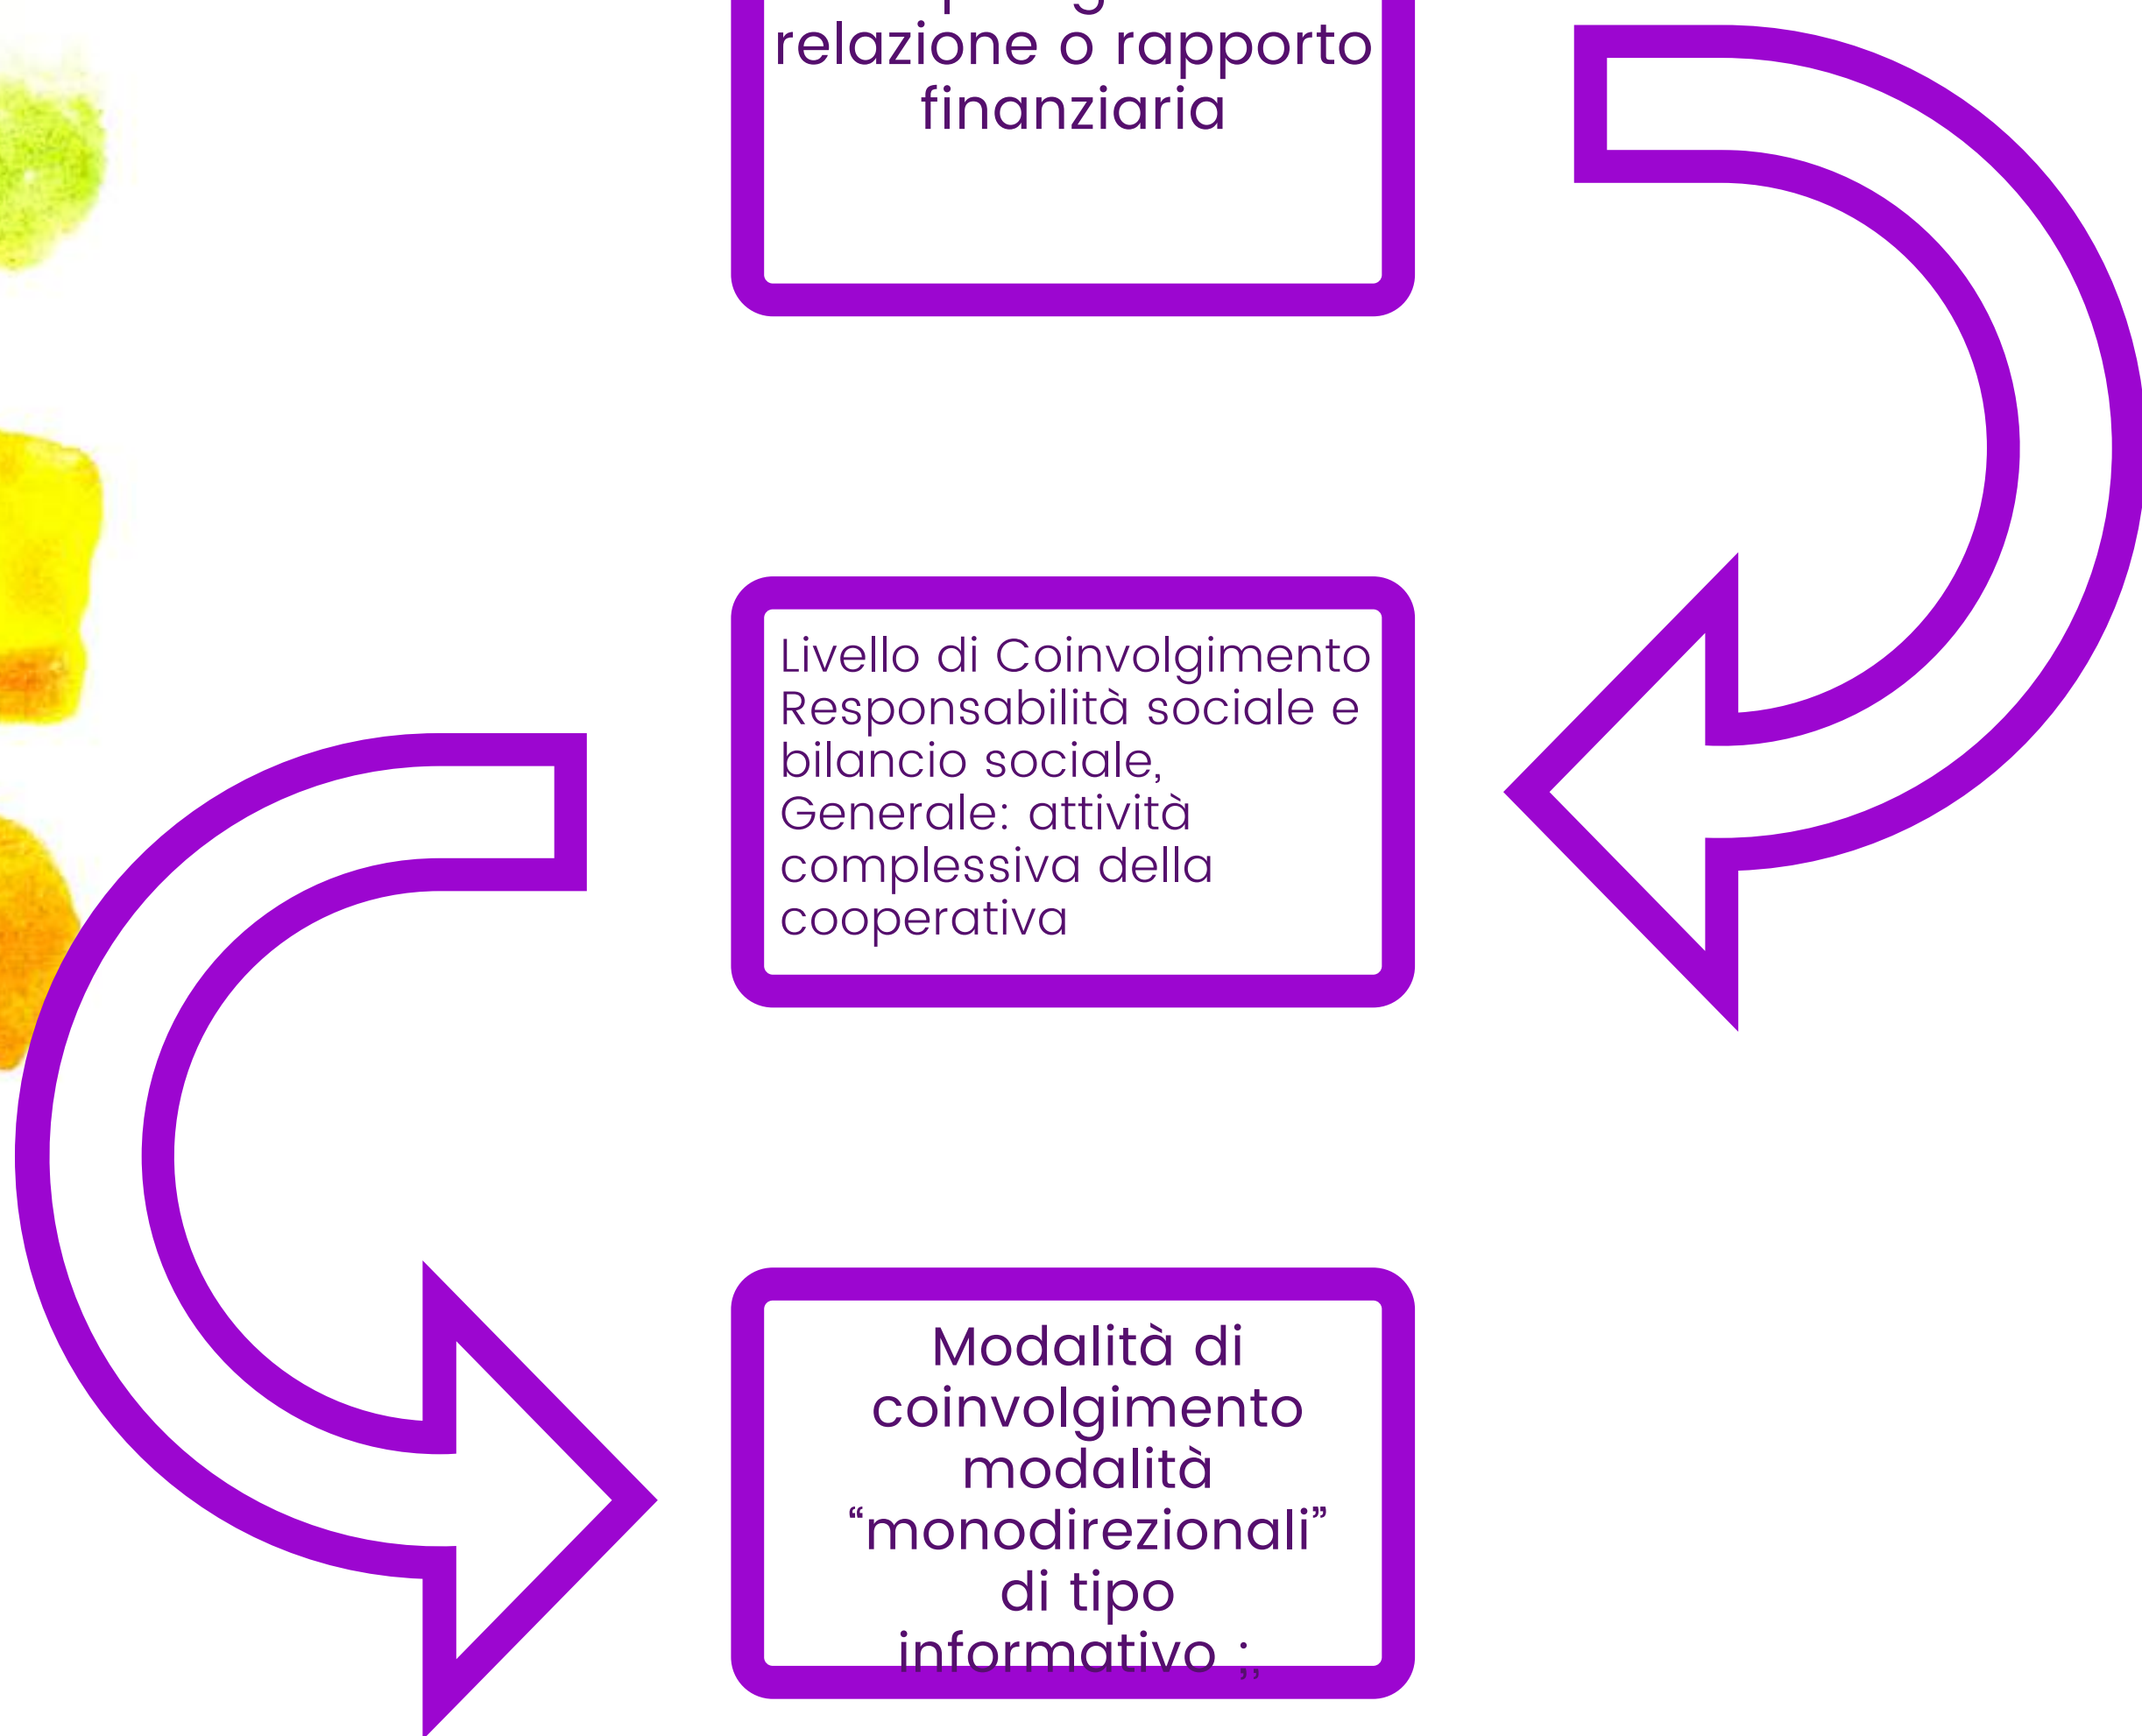 relazione o rapporto
finanziaria
Livello di Coinvolgimento
Responsabilità sociale e
bilancio sociale,
Generale: attività
complessiva della
cooperativa
Modalità di
coinvolgimento
modalità
“monodirezionali”
di tipo
informativo ;,